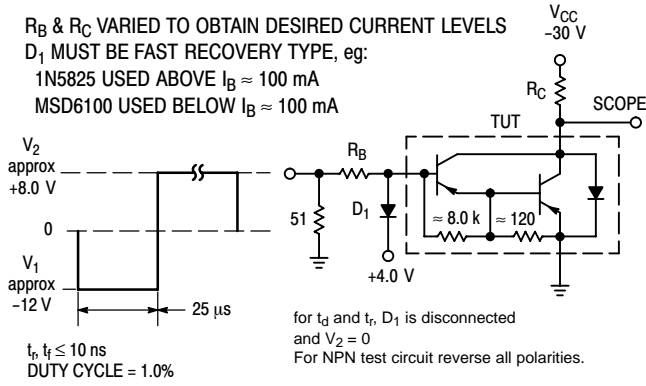 R_B & R_C VARIED TO OBTAIN DESIRED CURRENT LEVELS
D_1 MUST BE FAST RECOVERY TYPE, eg:
1N5825 USED ABOVE I_B ≈ 100 mA
MSD6100 USED BELOW I_B ≈ 100 mA
V_CC
–30 V
R_C
SCOPE
TUT
V_2
approx
+8.0 V
0
V_1
approx
–12 V
25 μs
R_B
51
D_1
+4.0 V
≈ 8.0 k
≈ 120
t_r, t_f ≤ 10 ns
DUTY CYCLE = 1.0%
for t_d and t_r, D_1 is disconnected
and V_2 = 0
For NPN test circuit reverse all polarities.